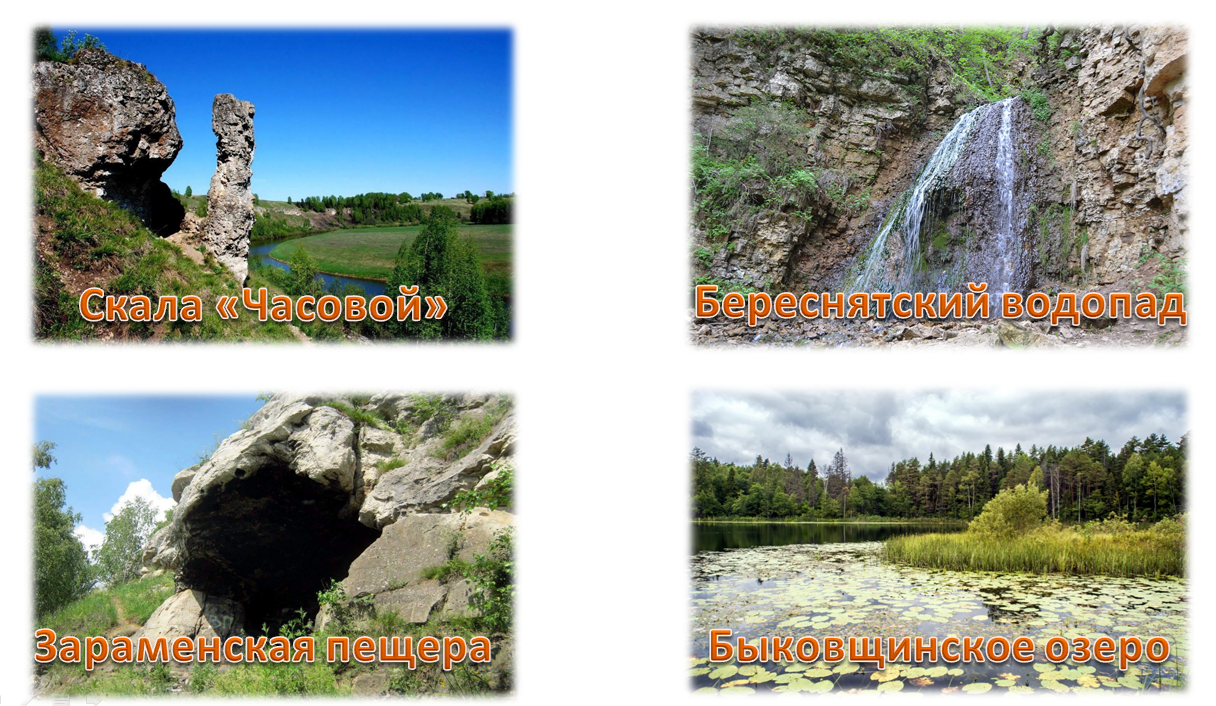 Скала «Часовой»
Береснятский водопад
Зараменская пещера
Быковщинское озеро